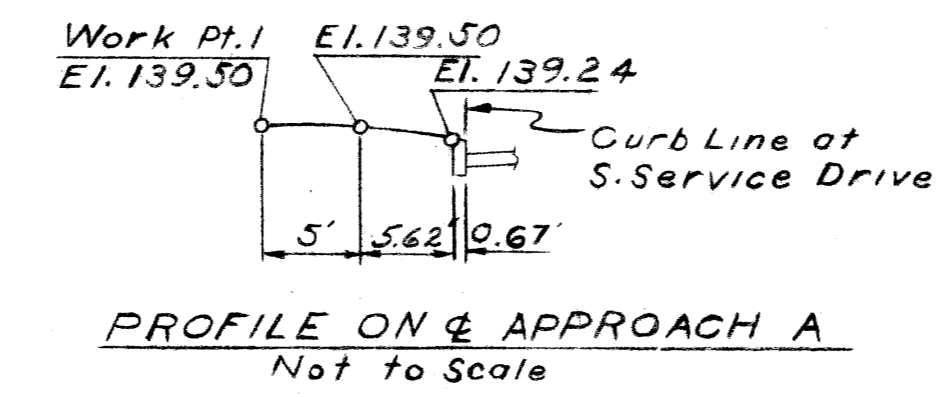 Work Pt.1
El. 139.50
El. 139.50
El. 139.24
Curb Line at
S. Service Drive
5' 5.62' 0.67'
PROFILE ON ℄ APPROACH A
Not to Scale